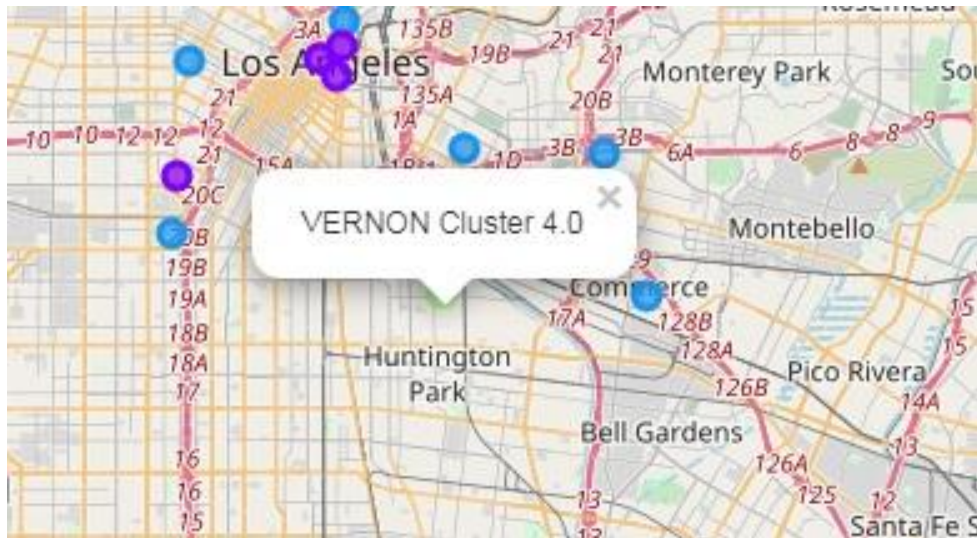 Rosemead
3A
135B
21
19B
21
21
Los Angeles
Monterey Park
21
135A
20B
1A
10 10 12 12 12
3B
3B
6A
6
8
8
9
21
15A
1D
20C
VERNON Cluster 4.0 ×
Montebello
19B
19A
Commerce
17A
128B
15
18B
18A
Huntington
Park
128A
15
17
126B
Pico Rivera
14A
Bell Gardens
13
16
126A
16
125
13
12
15
13
Santa Fe S